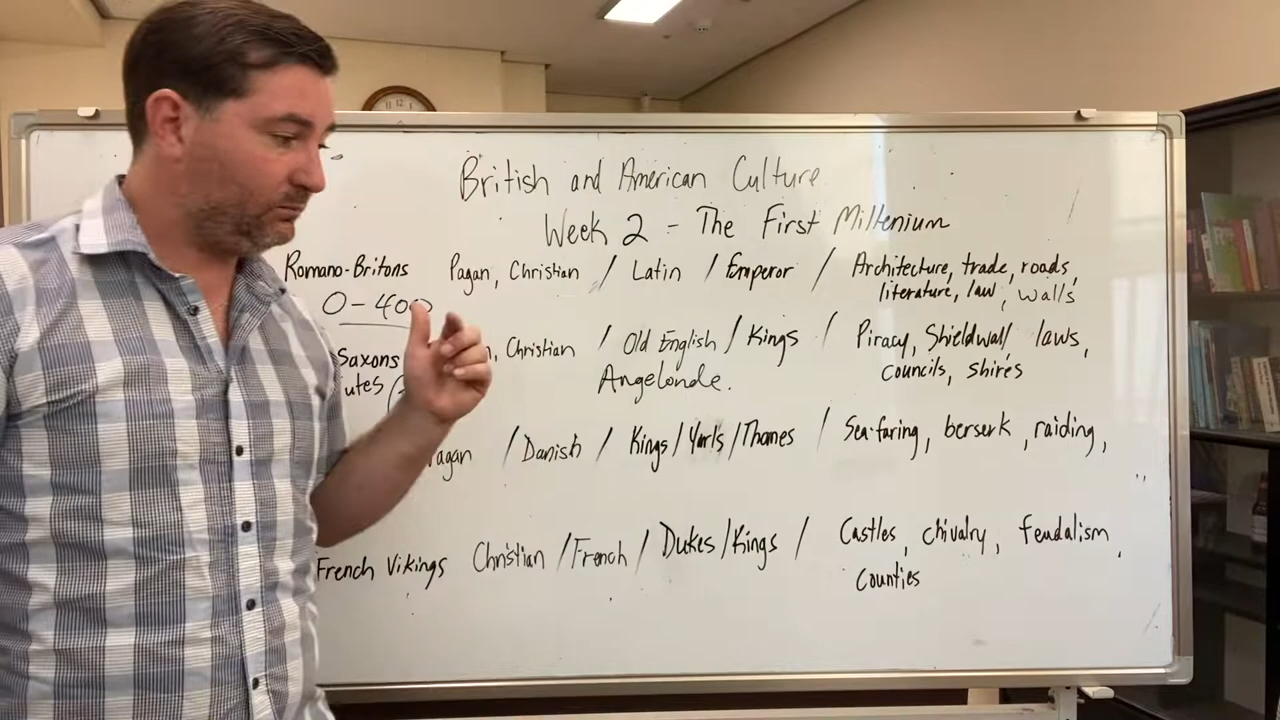 British and American Culture
Week 2 - The First Millenium
Romano-Britons Pagan, Christian / Latin / Emperor / Architecture, trade, roads,
literature, law, walls
0-400
Saxons Christian / Old English / Kings / Piracy, Shieldwall laws,
utes Angelonde. councils, shires
agan / Danish / Kings / Yarls / Thanes / Sea-faring, berserk, raiding,
French Vikings Christian / French / Dukes / Kings / Castles, chivalry, feudalism,
counties